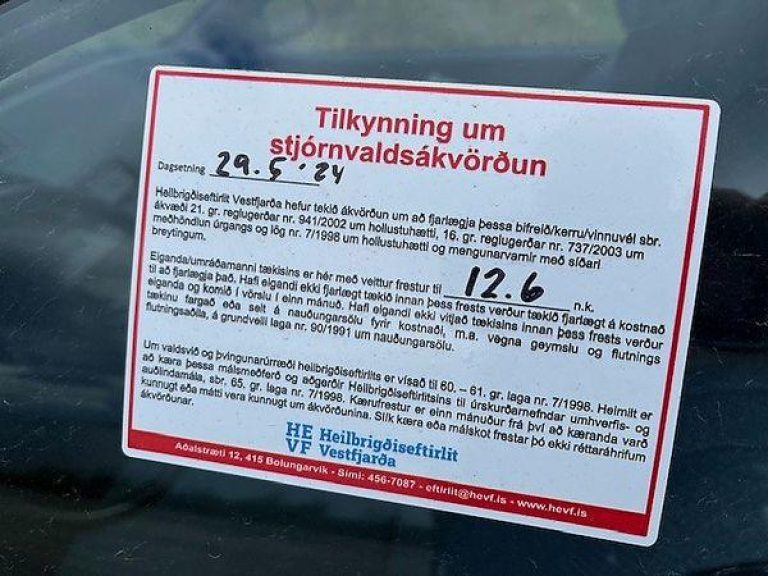 Tilkynning um
stjórnvaldsákvörðun
Dagsetning 29.5.24
Heilbrigðiseftirlit Vestfjarða hefur tekið ákvörðun um að fjarlægja þessa bifreið/kerru/vinnuvél sbr.
ákvæði 21. gr. reglugerðar nr. 941/2002 um hollustuhætti, 16. gr. reglugerðar nr. 737/2003 um
meðhöndlun úrgangs og lög nr. 7/1998 um hollustuhætti og mengunarvarnir með síðari
breytingum.
Eiganda/umráðamanni tækisins er hér með veittur frestur til 12.6 n.k.
til að fjarlægja það. Hafi eigandi ekki fjarlægt tækið innan þess frests verður tækið fjarlægt á kostnað
eiganda og komið í vörslu í einn mánuð. Hafi eigandi ekki vitjað tækisins innan þess frests verður
tækinu fargað eða selt á nauðungarsölu fyrir kostnaði, m.a. vegna geymslu og flutnings
flutningsaðila, á grundvelli laga nr. 90/1991 um nauðungarsölu.
Um valdsvið og þvingunarúrræði heilbrigðiseftirlits er vísað til 60. – 61. gr. laga nr. 7/1998. Heimilt er
að kæra þessa málsmeðferð og aðgerðir Heilbrigðiseftirlitsins til úrskurðarnefndar umhverfis- og
auðlindamála, sbr. 65. gr. laga nr. 7/1998. Kærufrestur er einn mánuður frá því að kæranda varð
kunnugt eða mátti vera kunnugt um ákvörðunina. Slík kæra eða málskot frestar þó ekki réttaráhrifum
ákvörðunar.
HE Heilbrigðiseftirlit
VF Vestfjarða
Aðalstræti 12, 415 Bolungarvík - Sími: 456-7087 - eftirlit@hevf.is - www.hevf.is